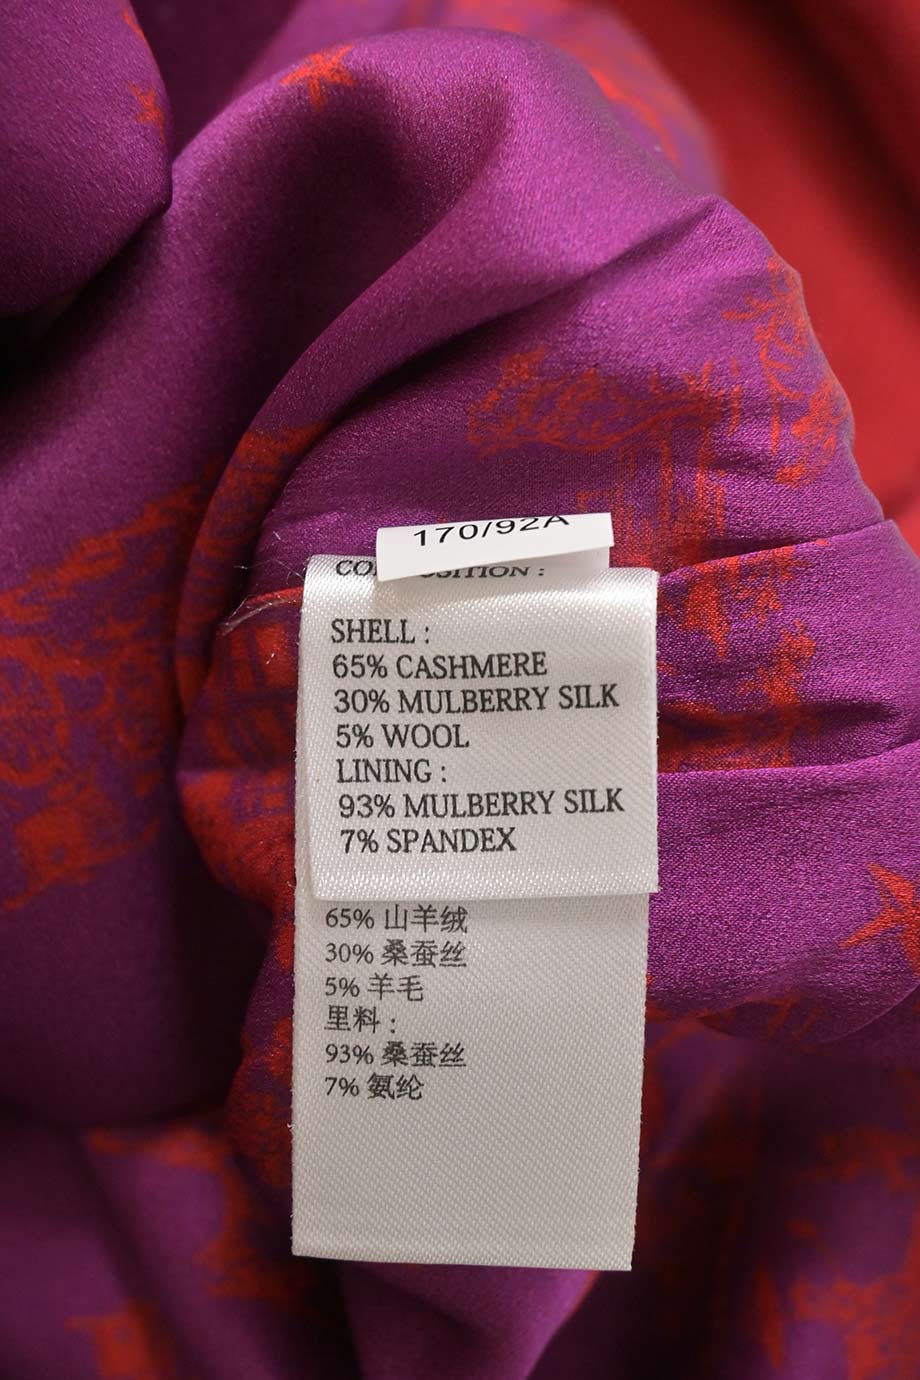 170/92A
SHELL :
65% CASHMERE
30% MULBERRY SILK
5% WOOL
LINING :
93% MULBERRY SILK
7% SPANDEX
65% 山羊绒
30% 桑蚕丝
5% 羊毛
里料 :
93% 桑蚕丝
7% 氨纶